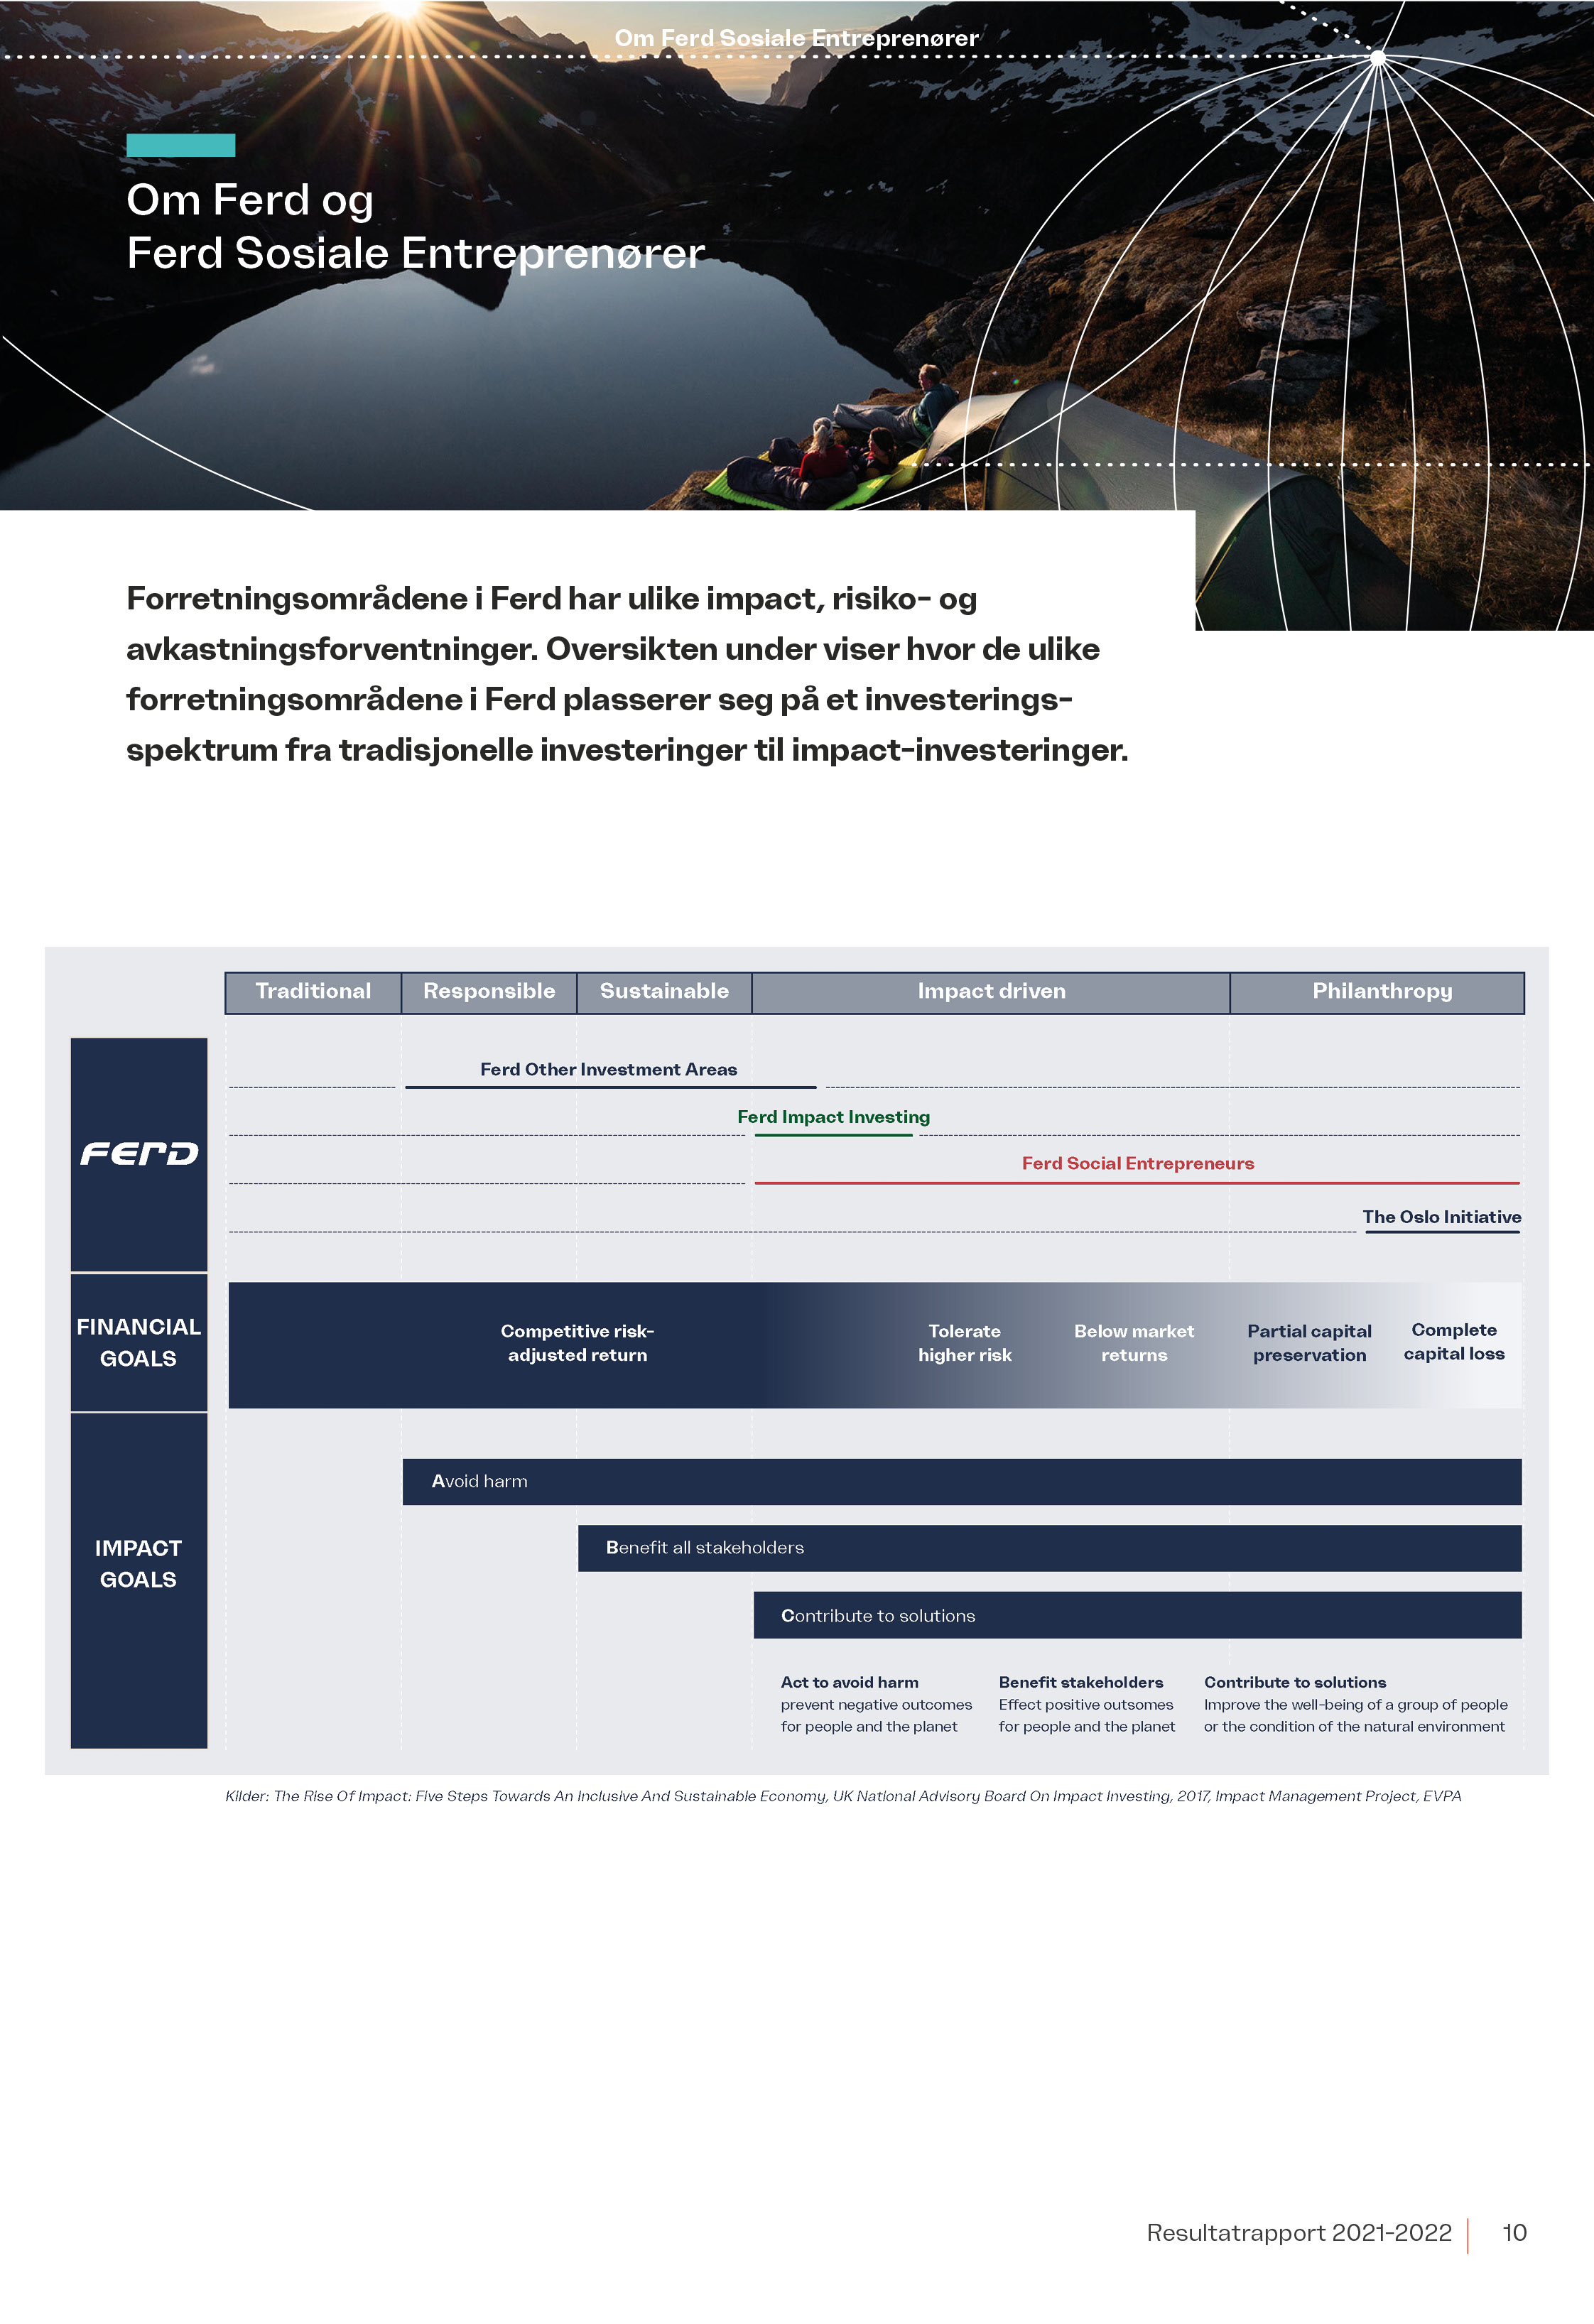 Om Ferd Sosiale Entreprenører
Om Ferd og
Ferd Sosiale Entreprenører
Forretningsområdene i Ferd har ulike impact, risiko- og
avkastningsforventninger. Oversikten under viser hvor de ulike
forretningsområdene i Ferd plasserer seg på et investerings-
spektrum fra tradisjonelle investeringer til impact-investeringer.
Traditional
Responsible
Sustainable
Impact driven
Philanthropy
FERD
Ferd Other Investment Areas
Ferd Impact Investing
Ferd Social Entrepreneurs
The Oslo Initiative
FINANCIAL
GOALS
Competitive risk-
adjusted return
Tolerate
higher risk
Below market
returns
Partial capital
preservation
Complete
capital loss
IMPACT
GOALS
Avoid harm
Benefit all stakeholders
Contribute to solutions
Act to avoid harm
prevent negative outcomes
for people and the planet
Benefit stakeholders
Effect positive outsomes
for people and the planet
Contribute to solutions
Improve the well-being of a group of people
or the condition of the natural environment
Kilder: The Rise Of Impact: Five Steps Towards An Inclusive And Sustainable Economy, UK National Advisory Board On Impact Investing, 2017, Impact Management Project, EVPA
Resultatrapport 2021-2022
10